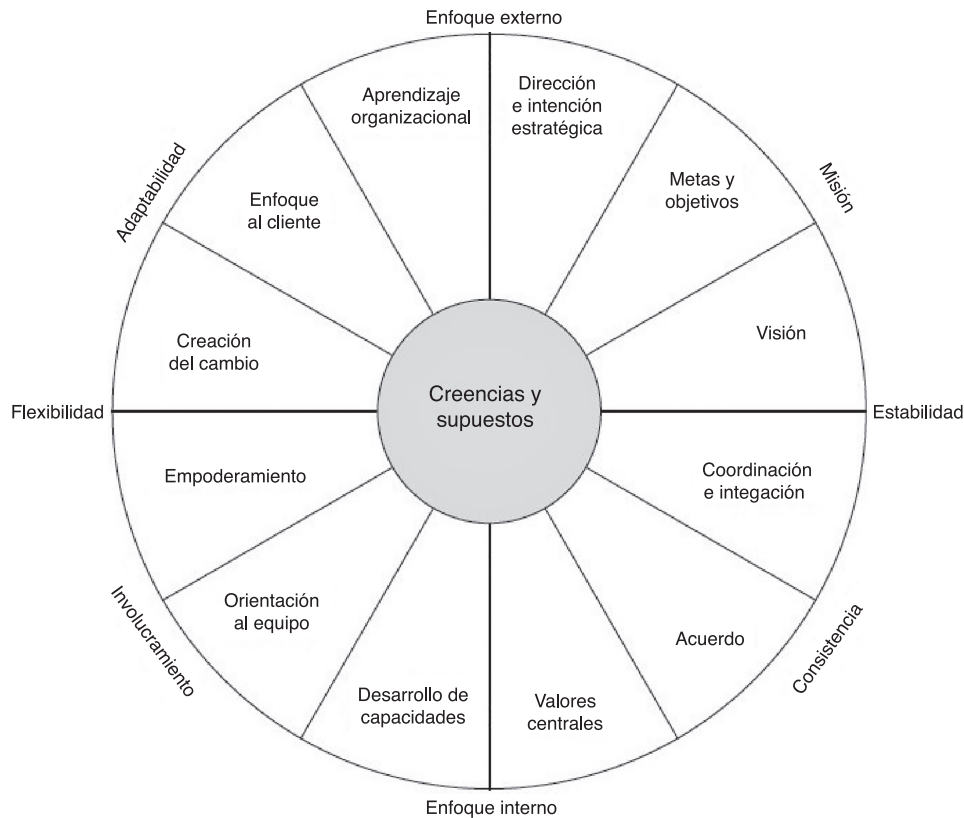 Enfoque externo
Aprendizaje
organizacional
Dirección
e intención
estratégica
Adaptabilidad
Enfoque
al cliente
Metas y
objetivos
Misión
Creación
del cambio
Visión
Creencias y
supuestos
Flexibilidad
Estabilidad
Empoderamiento
Coordinación
e integación
Involucramiento
Orientación
al equipo
Acuerdo
Consistencia
Desarrollo de
capacidades
Valores
centrales
Enfoque interno